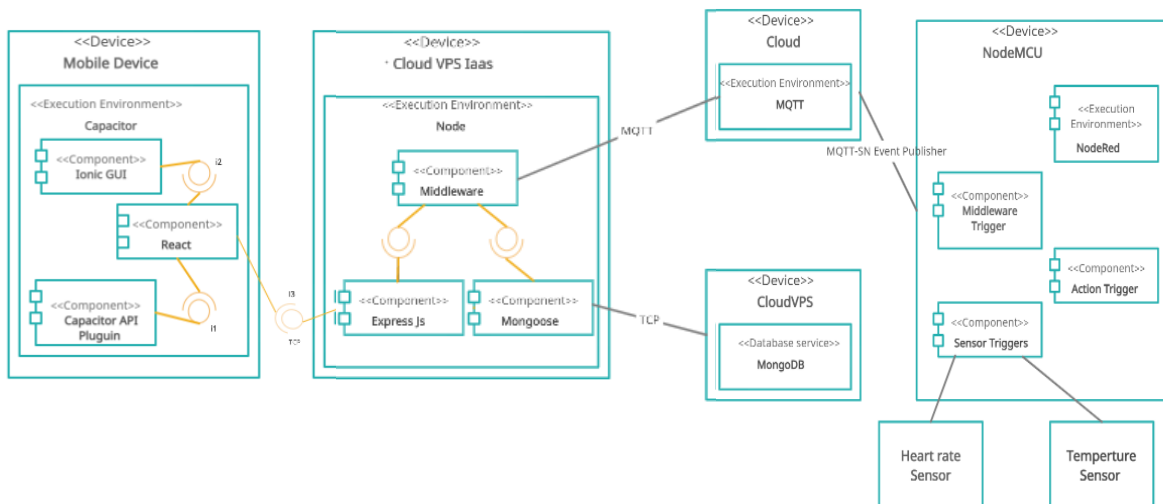 <<Device>>
Mobile Device
<<Execution Environment>>
Capacitor
<<Component>>
Ionic GUI
i2
<<Component>>
React
<<Component>>
Capacitor API
Pluguin
i1
i3
TCP
<<Device>>
Cloud VPS Iaas
<<Execution Environment>>
Node
<<Component>>
Middleware
<<Component>>
Express Js
<<Component>>
Mongoose
MQTT
TCP
<<Device>>
Cloud
<<Execution Environment>>
MQTT
MQTT-SN Event Publisher
<<Device>>
CloudVPS
<<Database service>>
MongoDB
<<Device>>
NodeMCU
<<Execution
Environment>>
NodeRed
<<Component>>
Middleware
Trigger
<<Component>>
Action Trigger
<<Component>>
Sensor Triggers
Heart rate
Sensor
Temperture
Sensor